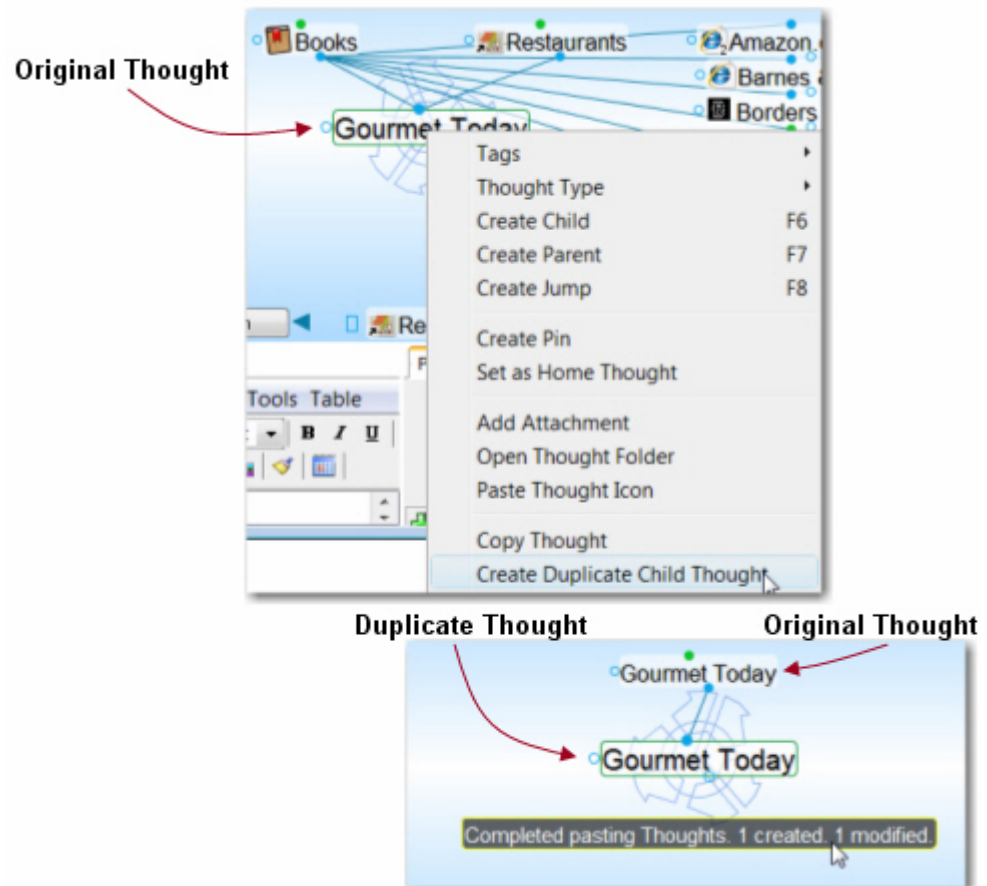 Books
Restaurants
Amazon.
Original Thought
Barnes
Borders
Gourmet Today
Tags
Thought Type
Create Child F6
Create Parent F7
Create Jump F8
Re
Create Pin
Set as Home Thought
Tools Table
B I U
Add Attachment
Open Thought Folder
Paste Thought Icon
Copy Thought
Create Duplicate Child Thought
Duplicate Thought
Original Thought
Gourmet Today
Gourmet Today
Completed pasting Thoughts. 1 created. 1 modified.